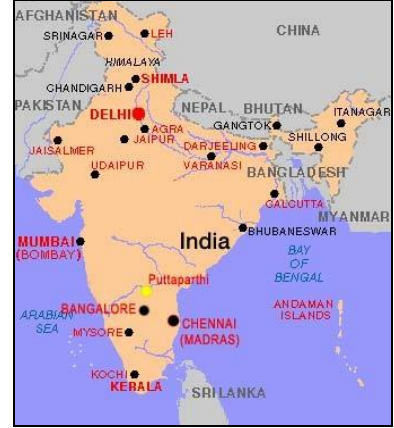 AFGHANISTAN
SRINAGAR
LEH
CHINA
HIMALAYA
SHIMLA
CHANDIGARH
PAKISTAN
DELHI
NEPAL
BHUTAN
ITANAGAR
AGRA
GANGTOK
JAIPUR
DARJEELING
SHILLONG
JAISALMER
VARANASI
UDAIPUR
BANGLADESH
CALCUTTA
MYANMAR
BHUBANESWAR
MUMBAI
(BOMBAY)
India
BAY
OF
BENGAL
Puttaparthi
ARABIAN
SEA
BANGALORE
ANDAMAN
ISLANDS
CHENNAI
(MADRAS)
MYSORE
KOCHI
KERALA
SRI LANKA